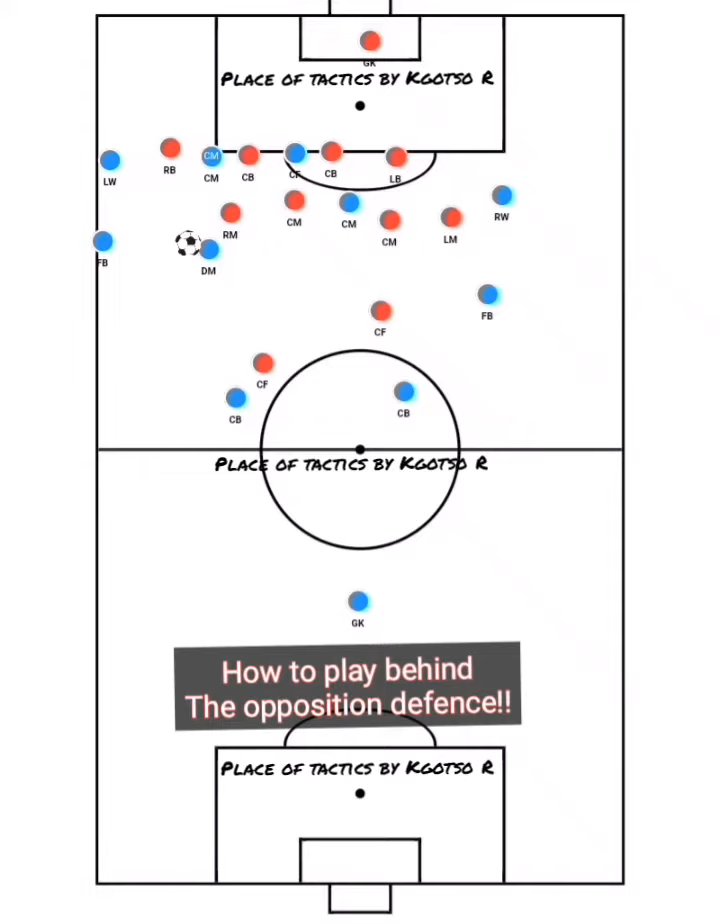 GK
Place of tactics by Kgotso R
RB
CM
CM
CB
CF
CB
LB
LW
RM
CM
CM
CM
LM
RW
FB
DM
FB
CF
CF
CB
CB
Place of tactics by Kgotso R
GK
How to play behind
The opposition defence!!
Place of tactics by Kgotso R